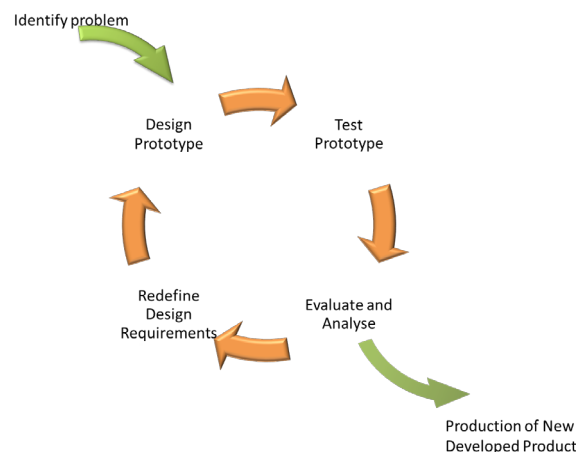 Identify problem
Design
Prototype
Test
Prototype
Evaluate and
Analyse
Redefine
Design
Requirements
Production of New
Developed Product